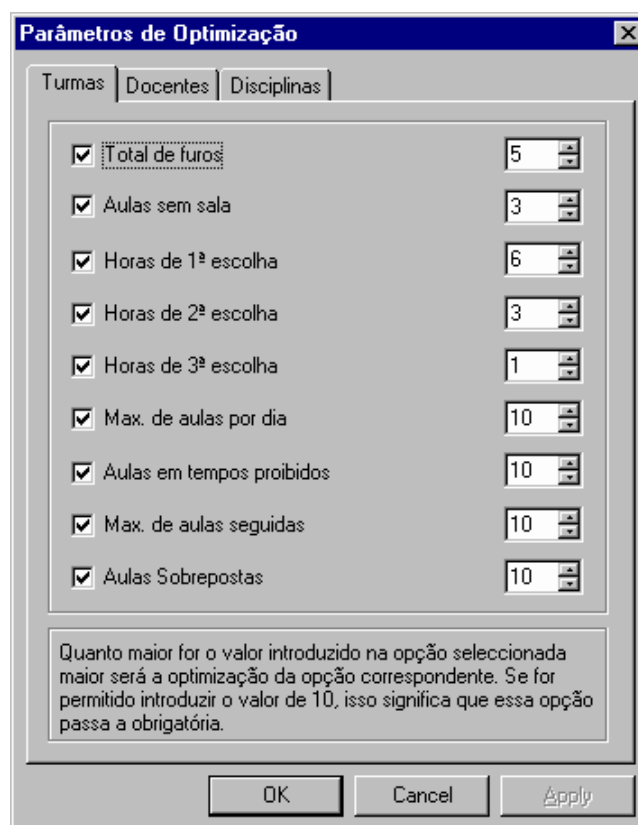 Parâmetros de Optimização
Turmas Docentes Disciplinas
Total de furos 5
Aulas sem sala 3
Horas de 1ª escolha 6
Horas de 2ª escolha 3
Horas de 3ª escolha 1
Max. de aulas por dia 10
Aulas em tempos proibidos 10
Max. de aulas seguidas 10
Aulas Sobrepostas 10
Quanto maior for o valor introduzido na opção seleccionada
maior será a optimização da opção correspondente. Se for
permitido introduzir o valor de 10, isso significa que essa opção
passa a obrigatória.
OK Cancel Apply